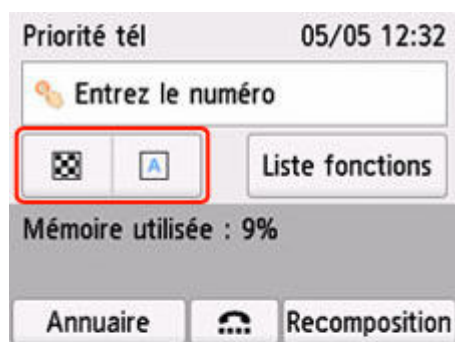 Priorité tél 05/05 12:32
Entrez le numéro
A Liste fonctions
Mémoire utilisée : 9%
Annuaire Recomposition